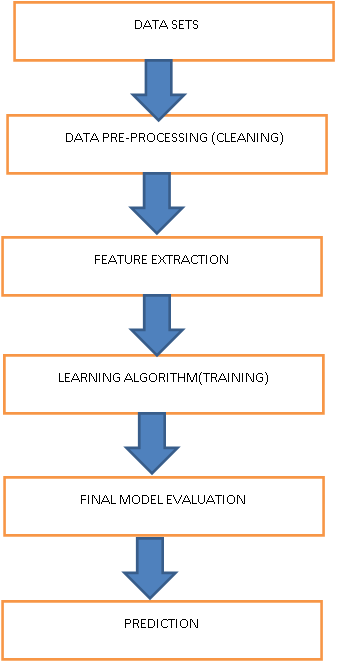 DATA SETS
DATA PRE-PROCESSING (CLEANING)
FEATURE EXTRACTION
LEARNING ALGORITHM(TRAINING)
FINAL MODEL EVALUATION
PREDICTION